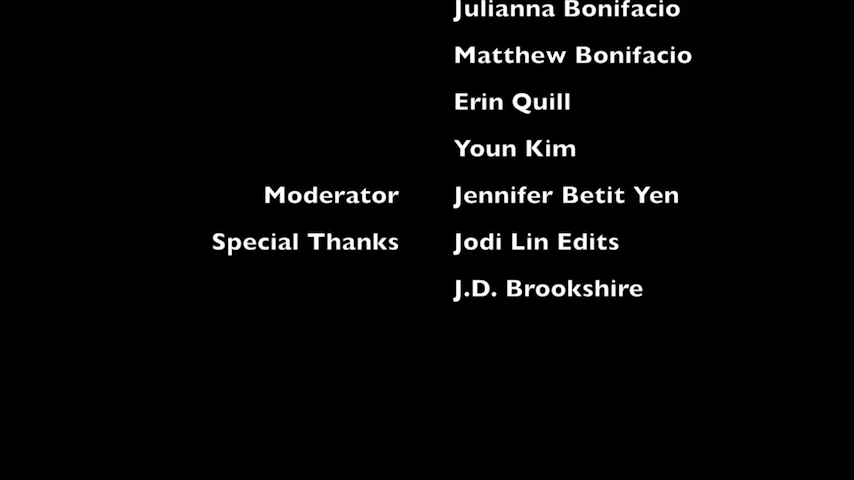 Julianna Bonifacio
Matthew Bonifacio
Erin Quill
Youn Kim
Moderator Jennifer Betit Yen
Special Thanks Jodi Lin Edits
J.D. Brookshire